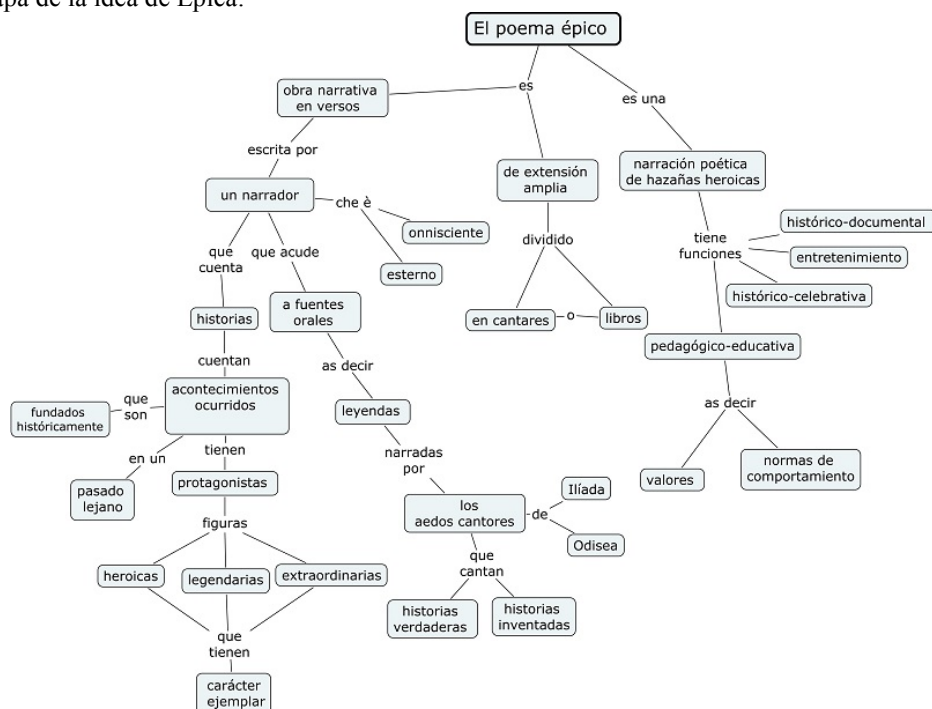 de la idea de Épica:
El poema épico
es
es una
obra narrativa
en versos
escrita por
un narrador
che è
onnisciente
esterno
que
cuenta
que acude
historias
a fuentes
orales
cuentan
as decir
acontecimientos
ocurridos
que
son
fundados
históricamente
en un
pasado
lejano
tienen
protagonistas
figuras
heroicas
legendarias
extraordinarias
que
tienen
carácter
ejemplar
leyendas
narradas
por
los
aedos cantores
de
Ilíada
Odisea
que
cantan
historias
verdaderas
historias
inventadas
de extensión
amplia
dividido
en cantares
o
libros
narración poética
de hazañas heroicas
tiene
funciones
histórico-documental
entretenimiento
histórico-celebrativa
pedagógico-educativa
as decir
valores
normas de
comportamiento